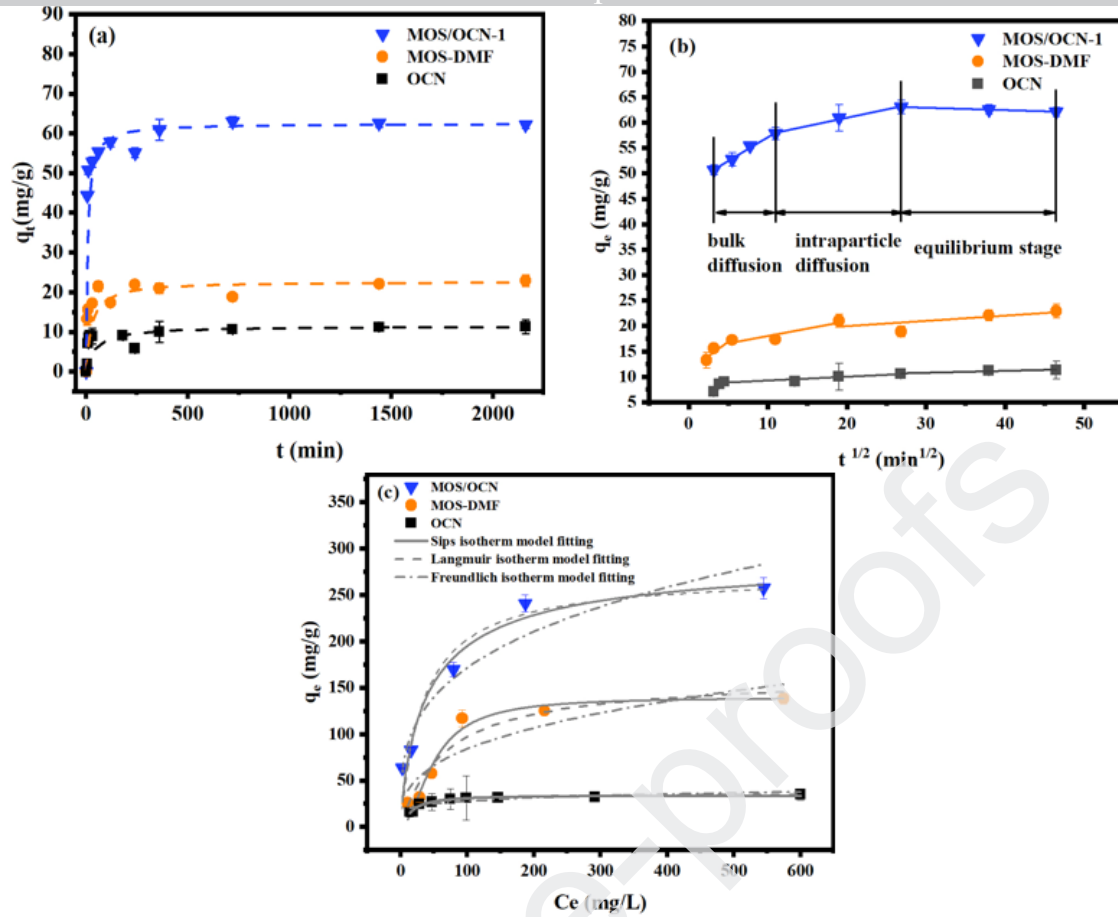 (a)
MOS/OCN-1
MOS-DMF
OCN
90
80
70
60
50
40
30
20
10
0
qt(mg/g)
0
500
1000
1500
2000
t (min)
(b)
MOS/OCN-1
MOS-DMF
OCN
80
75
70
65
60
55
50
45
40
35
30
25
20
15
10
5
qe (mg/g)
bulk
diffusion
intraparticle
diffusion
equilibrium stage
0
10
20
30
40
50
t 1/2 (min1/2)
(c)
MOS/OCN
MOS-DMF
OCN
Sips isotherm model fitting
Langmuir isotherm model fitting
Freundlich isotherm model fitting
350
300
250
200
150
100
50
0
qe (mg/g)
0
100
200
300
400
500
600
Ce (mg/L)
e-proofs